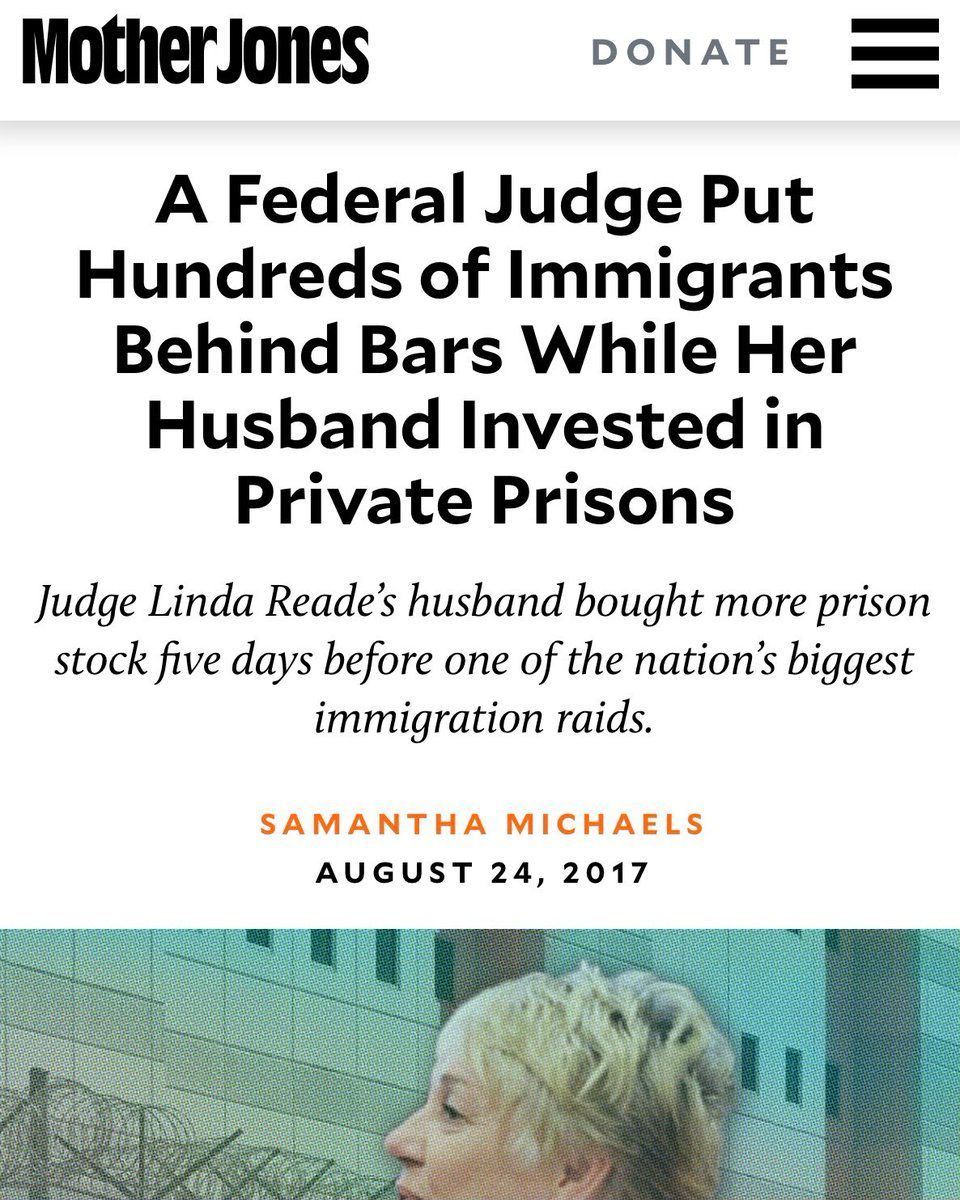 Mother Jones
DONATE
A Federal Judge Put
Hundreds of Immigrants
Behind Bars While Her
Husband Invested in
Private Prisons
Judge Linda Reade’s husband bought more prison
stock five days before one of the nation’s biggest
immigration raids.
SAMANTHA MICHAELS
AUGUST 24, 2017